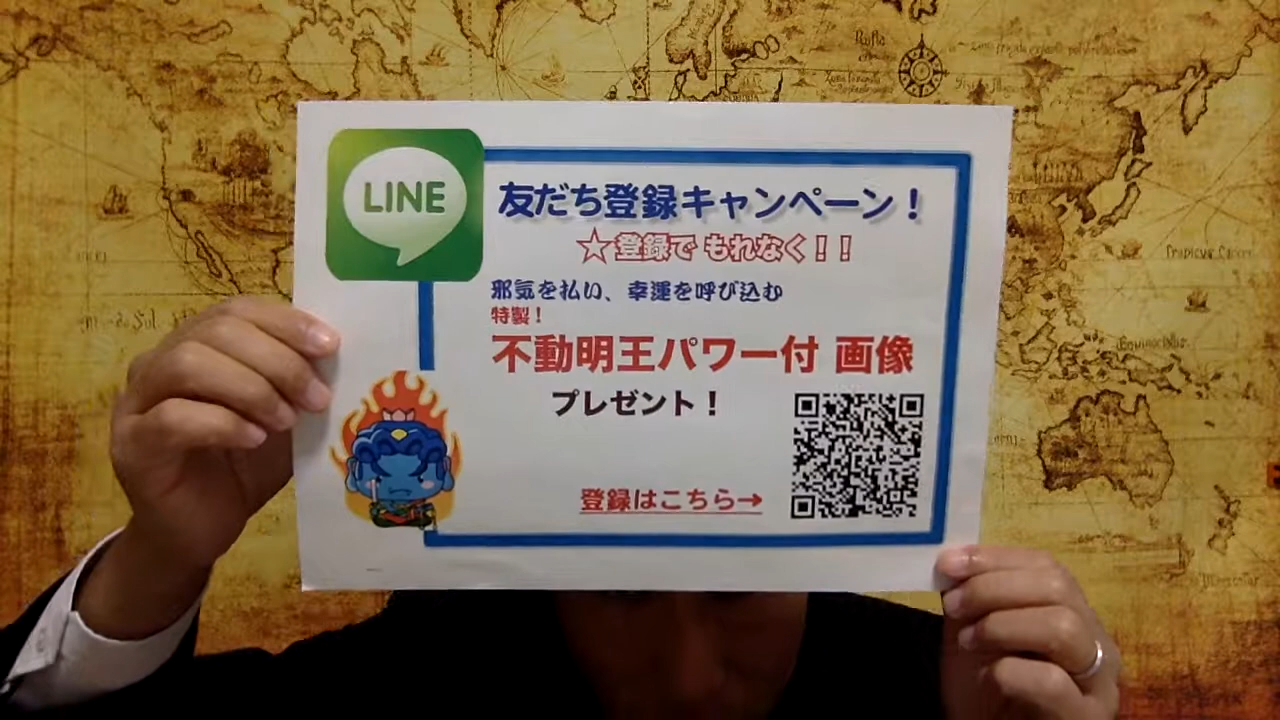 LINE
友だち登録キャンペーン！
☆登録で もれなく！！
邪気を払い、幸運を呼び込む
特製！
不動明王パワー付 画像
プレゼント！
登録はこちら→